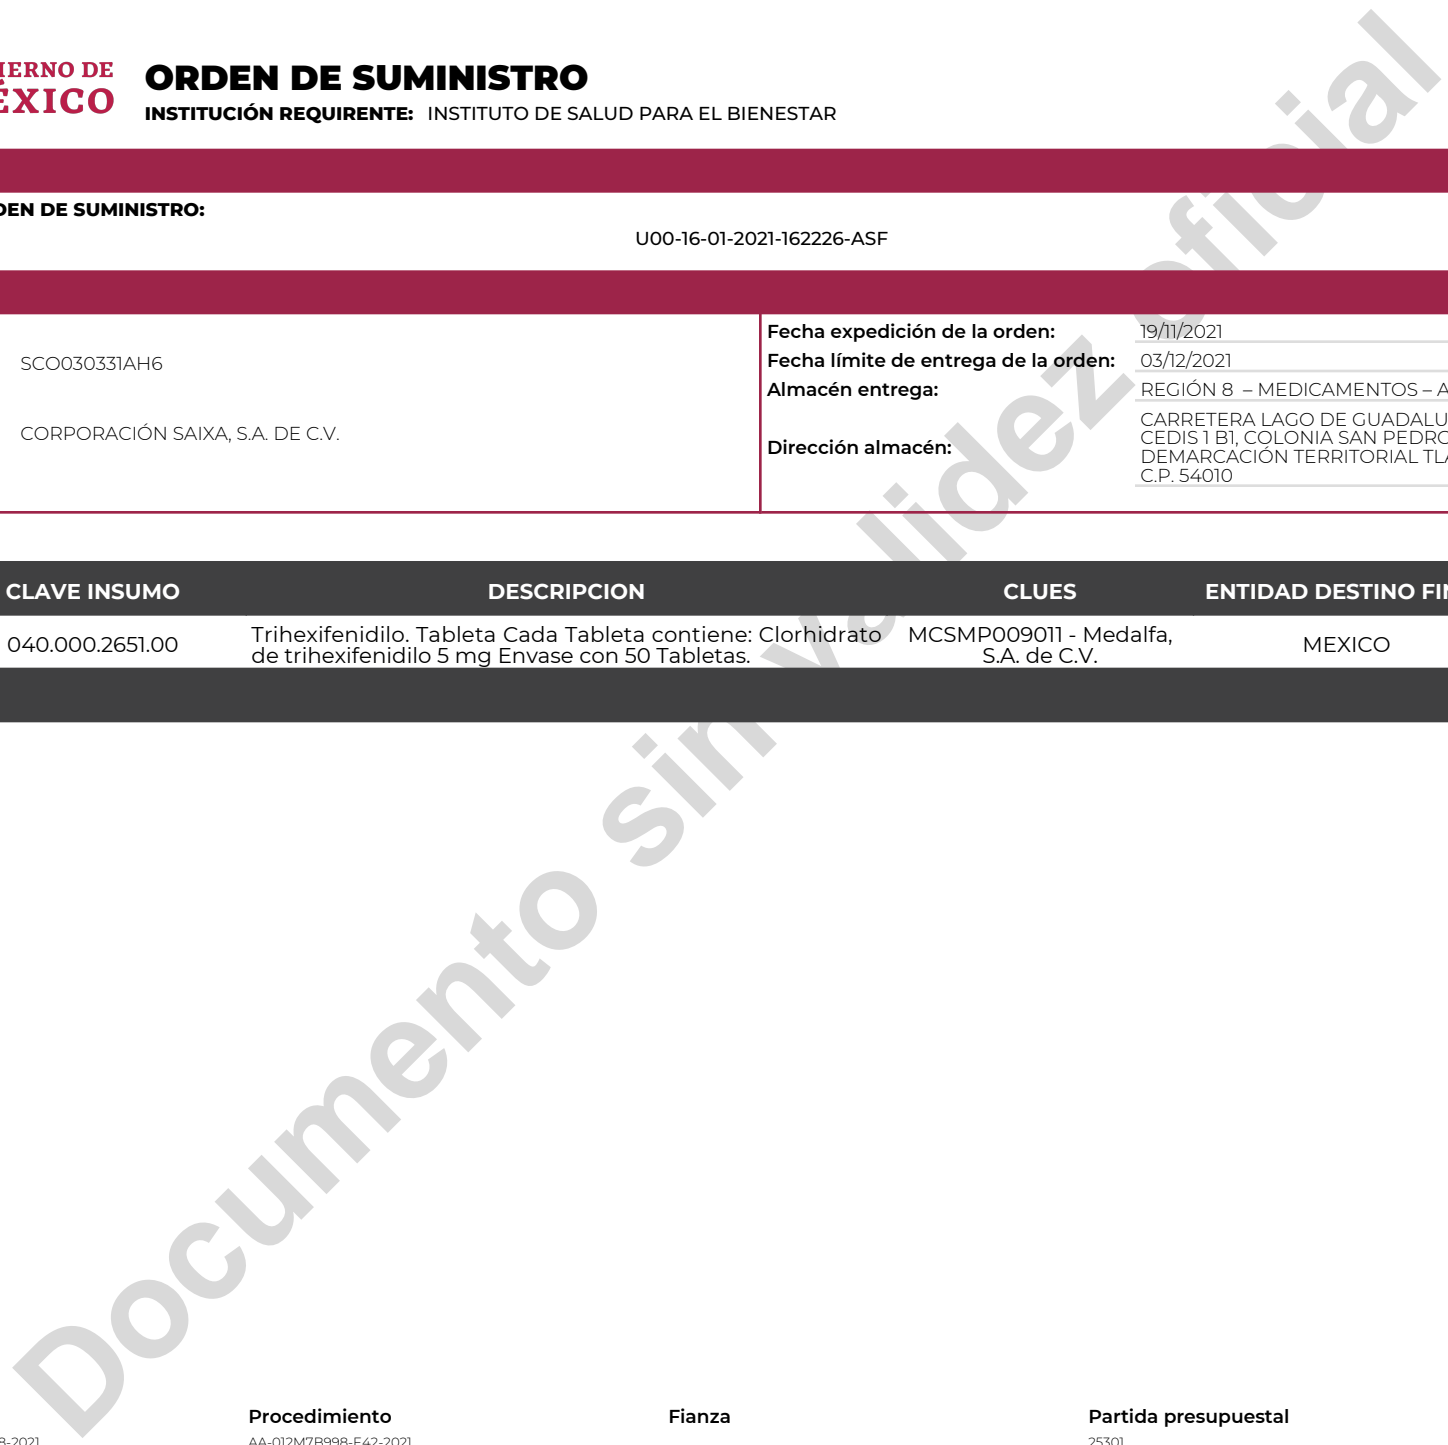 IERNO DE
ÉXICO
ORDEN DE SUMINISTRO
INSTITUCIÓN REQUIRENTE: INSTITUTO DE SALUD PARA EL BIENESTAR
DEN DE SUMINISTRO:
U00-16-01-2021-162226-ASF
SCO030331AH6
CORPORACIÓN SAIXA, S.A. DE C.V.
Fecha expedición de la orden: 19/11/2021
Fecha límite de entrega de la orden: 03/12/2021
Almacén entrega: REGIÓN 8 – MEDICAMENTOS – A
Dirección almacén:
CARRETERA LAGO DE GUADALU
CEDIS 1 B1, COLONIA SAN PEDRO
DEMARCACIÓN TERRITORIAL TLA
C.P. 54010
CLAVE INSUMO DESCRIPCION CLUES ENTIDAD DESTINO FIN
040.000.2651.00
Trihexifenidilo. Tableta Cada Tableta contiene: Clorhidrato
de trihexifenidilo 5 mg Envase con 50 Tabletas.
MCSMP009011 - Medalfa,
S.A. de C.V.
MEXICO
Documento sin validez oficial
Procedimiento Fianza Partida presupuestal
8-2021 AA-012M7B998-E42-2021 25301